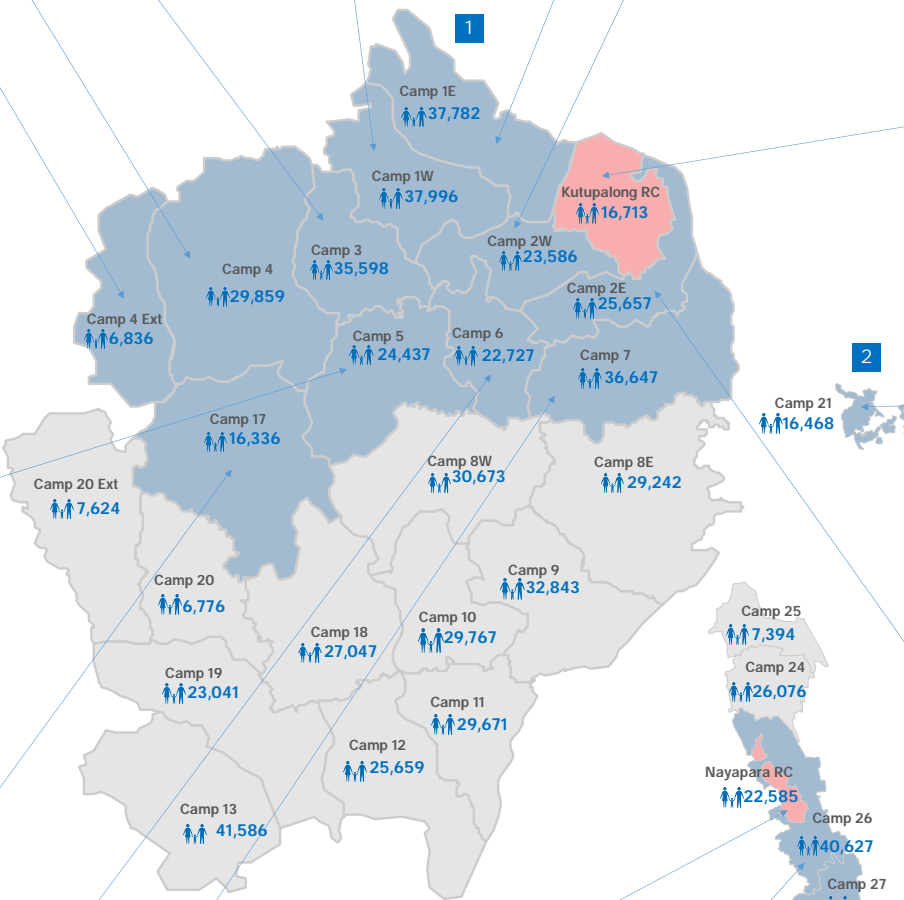 1
Camp 1E
37,782
Camp 1W
37,996
Kutupalong RC
16,713
Camp 2W
23,586
Camp 3
35,598
Camp 4
29,859
Camp 2E
25,657
Camp 4 Ext
6,836
Camp 5
24,437
Camp 6
22,727
Camp 7
36,647
2
Camp 21
16,468
Camp 17
16,336
Camp 8W
30,673
Camp 8E
29,242
Camp 20 Ext
7,624
Camp 20
6,776
Camp 9
32,843
Camp 10
29,767
Camp 18
27,047
Camp 25
7,394
Camp 24
26,076
Camp 19
23,041
Camp 11
29,671
Camp 12
25,659
Nayapara RC
22,585
Camp 13
41,586
Camp 26
40,627
Camp 27